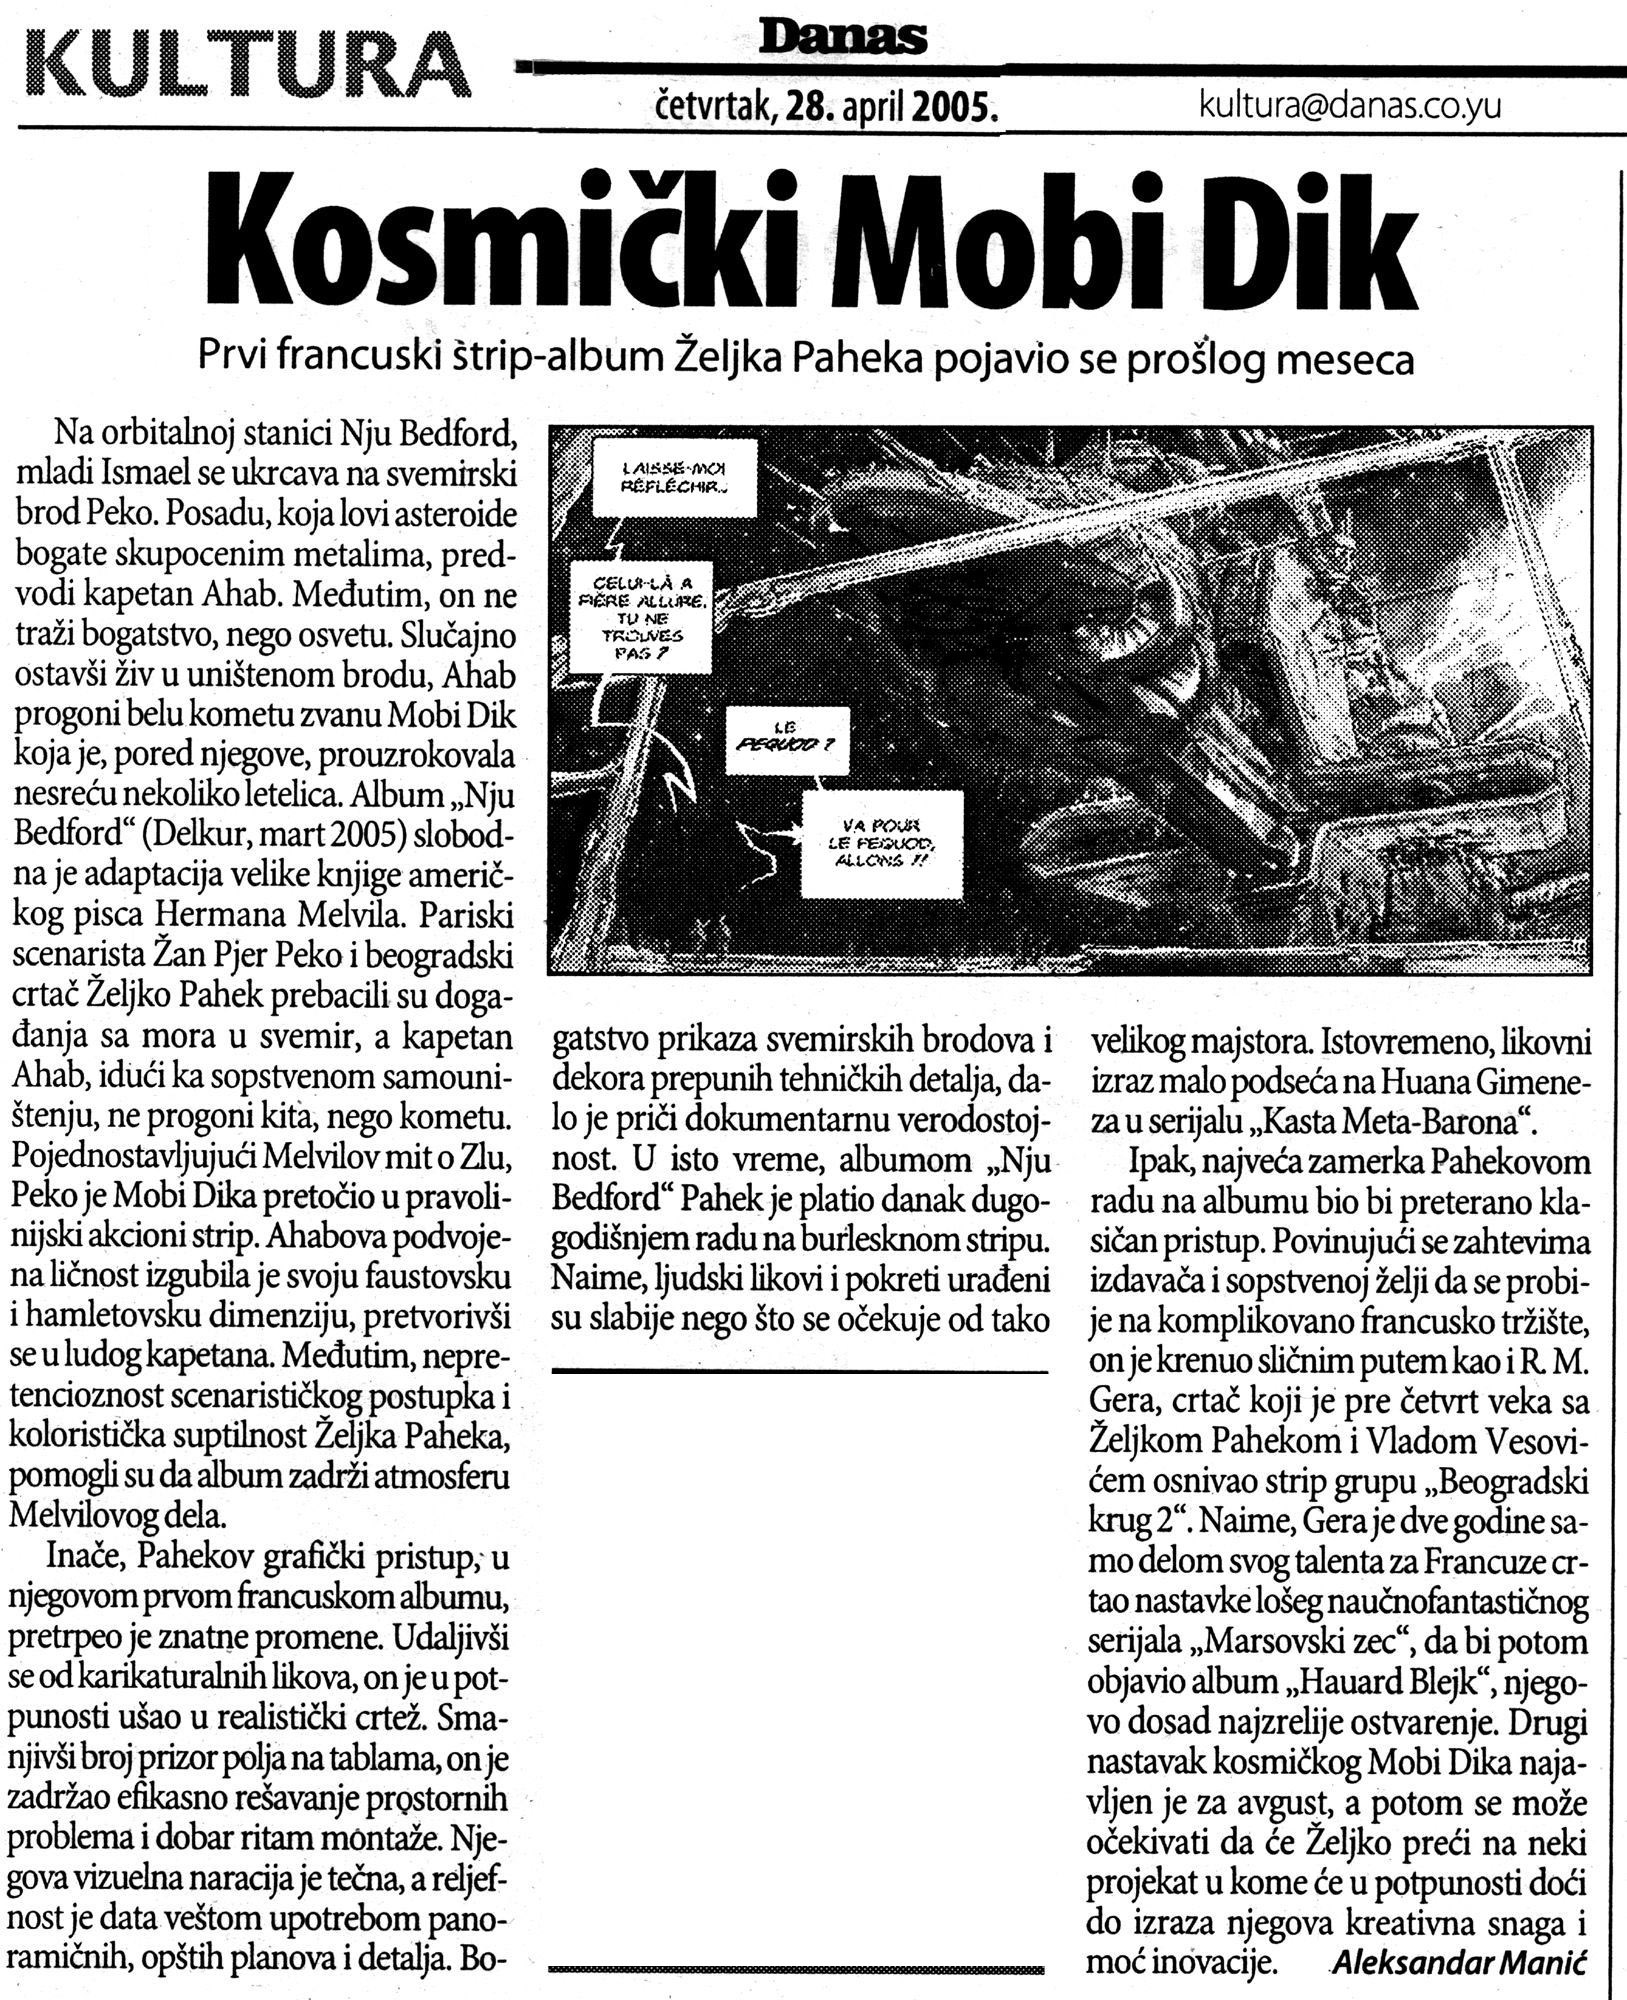 KULTURA
Danas
četvrtak, 28. april 2005.
kultura@danas.co.yu
Kosmički Mobi Dik
Prvi francuski strip-album Željka Paheka pojavio se prošlog meseca
Na orbitalnoj stanici Nju Bedford,
mladi Ismael se ukrcava na svemirski
brod Peko. Posadu, koja lovi asteroide
bogate skupocenim metalima, pred-
vodi kapetan Ahab. Međutim, on ne
traži bogatstvo, nego osvetu. Slučajno
ostavši živ u uništenom brodu, Ahab
progoni belu kometu zvanu Mobi Dik
koja je, pored njegove, prouzrokovala
nesreću nekoliko letelica. Album „Nju
Bedford“ (Delkur, mart 2005) slobod-
na je adaptacija velike knjige američ-
kog pisca Hermana Melvila. Pariski
scenarista Žan Pjer Peko i beogradski
crtač Željko Pahek prebacili su doga-
đanja sa mora u svemir, a kapetan
Ahab, idući ka sopstvenom samouni-
štenju, ne progoni kita, nego kometu.
Pojednostavljujući Melvilov mit o Zlu,
Peko je Mobi Dika pretočio u pravoli-
nijski akcioni strip. Ahabova podvoje-
na ličnost izgubila je svoju faustovsku
i hamletovsku dimenziju, pretvorivši
se u ludog kapetana. Međutim, nepre-
tencioznost scenarističkog postupka i
koloristička suptilnost Željka Paheka,
pomogli su da album zadrži atmosferu
Melvilovog dela.
Inače, Pahekov grafički pristup, u
njegovom prvom francuskom albumu,
pretrpeo je znatne promene. Udaljivši
se od karikaturalnih likova, on je u pot-
punosti ušao u realistički crtež. Sma-
njivši broj prizor polja na tablama, on je
zadržao efikasno rešavanje prostornih
problema i dobar ritam montaže. Nje-
gova vizuelna naracija je tečna, a reljef-
nost je data veštom upotrebom pano-
ramičnih, opštih planova i detalja. Bo-
LAISSE-MOI
RÉFLÉCHIR...
CELUI-LÀ A
FIÈRE ALLURE,
TU NE
TROUVES
PAS ?
LE
PEQUOD ?
VA POUR
LE PEQUOD,
ALLONS !!
gatstvo prikaza svemirskih brodova i
dekora prepunih tehničkih detalja, da-
lo je priči dokumentarnu verodostoj-
nost. U isto vreme, albumom „Nju
Bedford“ Pahek je platio danak dugo-
godišnjem radu na burlesknom stripu.
Naime, ljudski likovi i pokreti urađeni
su slabije nego što se očekuje od tako
velikog majstora. Istovremeno, likovni
izraz malo podseća na Huana Gimene-
za u serijalu „Kasta Meta-Barona“.
Ipak, najveća zamerka Pahekovom
radu na albumu bio bi preterano kla-
sičan pristup. Povinujući se zahtevima
izdavača i sopstvenoj želji da se probi-
je na komplikovano francusko tržište,
on je krenuo sličnim putem kao i R. M.
Gera, crtač koji je pre četvrt veka sa
Željkom Pahekom i Vladom Vesovi-
ćem osnivao strip grupu „Beogradski
krug 2“. Naime, Gera je dve godine sa-
mo delom svog talenta za Francuze cr-
tao nastavke lošeg naučnofantastičnog
serijala „Marsovski zec“, da bi potom
objavio album „Hauard Blejk“, njego-
vo dosad najzrelije ostvarenje. Drugi
nastavak kosmičkog Mobi Dika naja-
vljen je za avgust, a potom se može
očekivati da će Željko preći na neki
projekat u kome će u potpunosti doći
do izraza njegova kreativna snaga i
moć inovacije. Aleksandar Manić